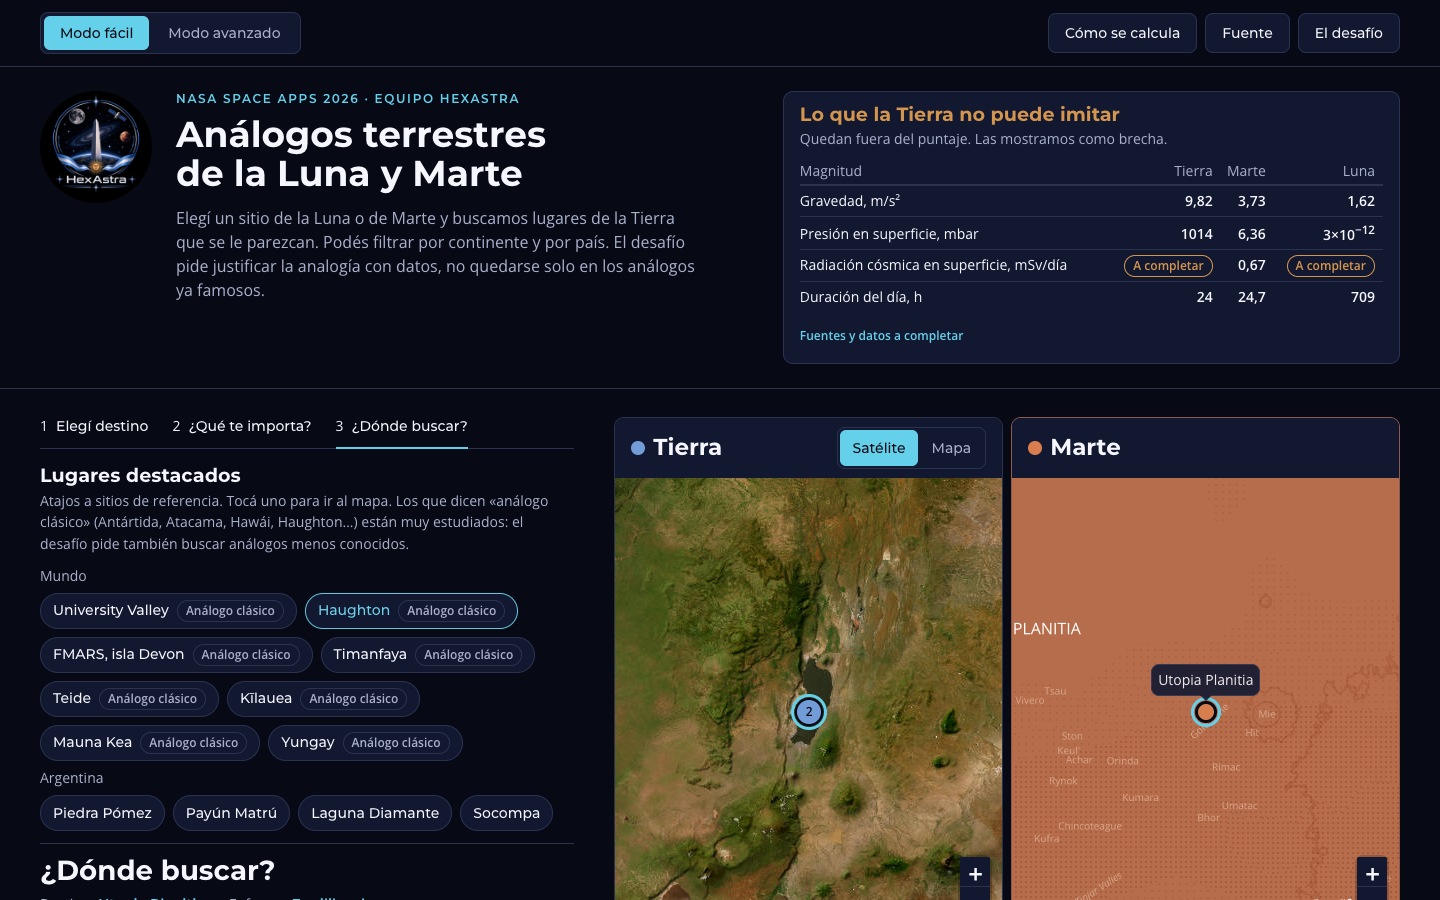 Modo fácil
Modo avanzado
Cómo se calcula
Fuente
El desafío
HexAstra
NASA SPACE APPS 2026 · EQUIPO HEXASTRA
Análogos terrestres
de la Luna y Marte
Elegí un sitio de la Luna o de Marte y buscamos lugares de la Tierra
que se le parezcan. Podés filtrar por continente y por país. El desafío
pide justificar la analogía con datos, no quedarse solo en los análogos
ya famosos.
Lo que la Tierra no puede imitar
Quedan fuera del puntaje. Las mostramos como brecha.
Magnitud Tierra Marte Luna
Gravedad, m/s² 9,82 3,73 1,62
Presión en superficie, mbar 1014 6,36 3×10⁻¹²
Radiación cósmica en superficie, mSv/día A completar 0,67 A completar
Duración del día, h 24 24,7 709
Fuentes y datos a completar
1 Elegí destino
2 ¿Qué te importa?
3 ¿Dónde buscar?
Lugares destacados
Atajos a sitios de referencia. Tocá uno para ir al mapa. Los que dicen «análogo
clásico» (Antártida, Atacama, Hawái, Haughton…) están muy estudiados: el
desafío pide también buscar análogos menos conocidos.
Mundo
University Valley Análogo clásico
Haughton Análogo clásico
FMARS, isla Devon Análogo clásico
Timanfaya Análogo clásico
Teide Análogo clásico
Kīlauea Análogo clásico
Mauna Kea Análogo clásico
Yungay Análogo clásico
Argentina
Piedra Pómez
Payún Matrú
Laguna Diamante
Socompa
¿Dónde buscar?
Tierra
Satélite
Mapa
2
Marte
PLANITIA
Utopia Planitia
Tsau
Vivero
Mie
Ston
Hit
Keul'
Achar
Orinda
Rimac
Rynok
Kumara
Umatac
Bhor
Chincoteague
Kufra
Valles
+
+